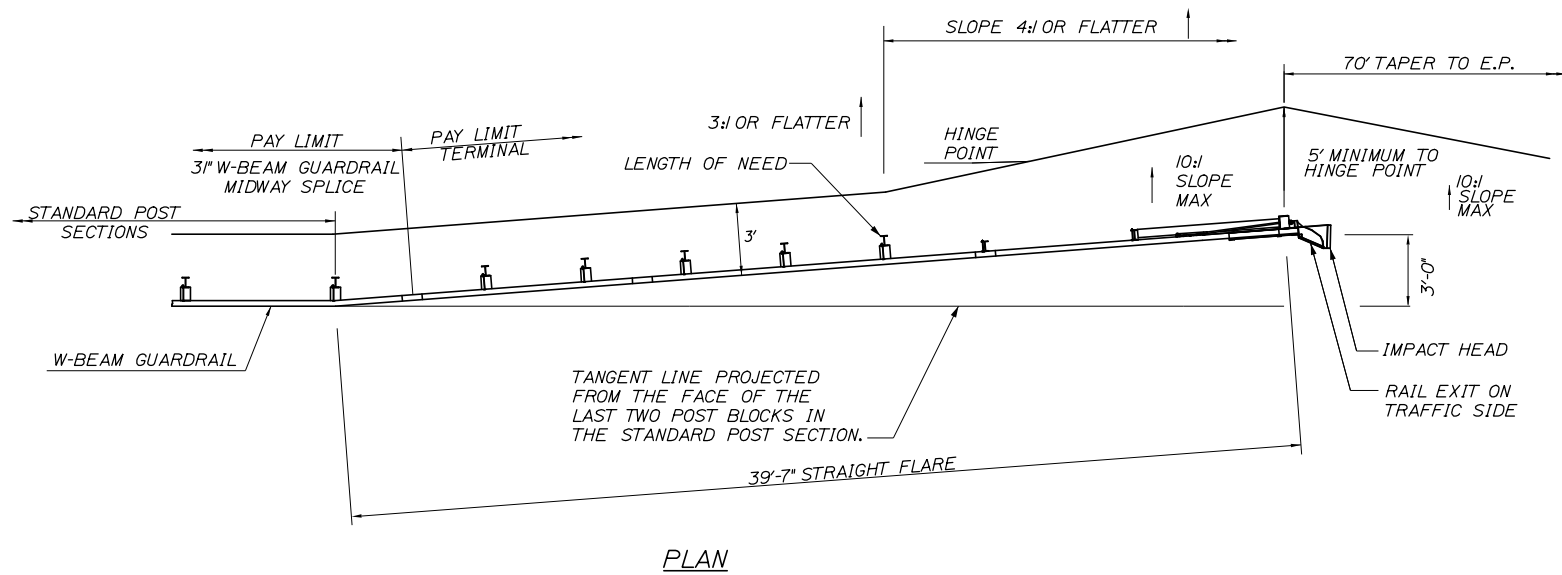 SLOPE 4:1 OR FLATTER
70' TAPER TO E.P.
3:1 OR FLATTER
HINGE
POINT
PAY LIMIT
31" W-BEAM GUARDRAIL
MIDWAY SPLICE
PAY LIMIT
TERMINAL
LENGTH OF NEED
10:1
SLOPE
MAX
5' MINIMUM TO
HINGE POINT
10:1
SLOPE
MAX
STANDARD POST
SECTIONS
3'
3'-0"
W-BEAM GUARDRAIL
IMPACT HEAD
RAIL EXIT ON
TRAFFIC SIDE
TANGENT LINE PROJECTED
FROM THE FACE OF THE
LAST TWO POST BLOCKS IN
THE STANDARD POST SECTION.
39'-7" STRAIGHT FLARE
PLAN